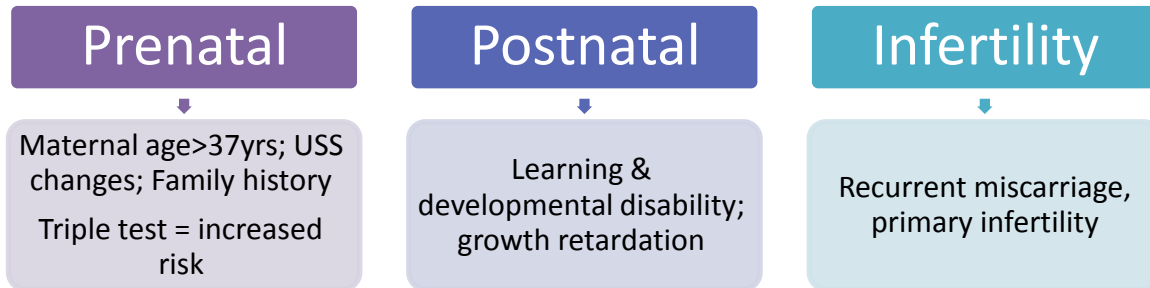 Prenatal
Maternal age>37yrs; USS
changes; Family history
Triple test = increased
risk
Postnatal
Learning &
developmental disability;
growth retardation
Infertility
Recurrent miscarriage,
primary infertility